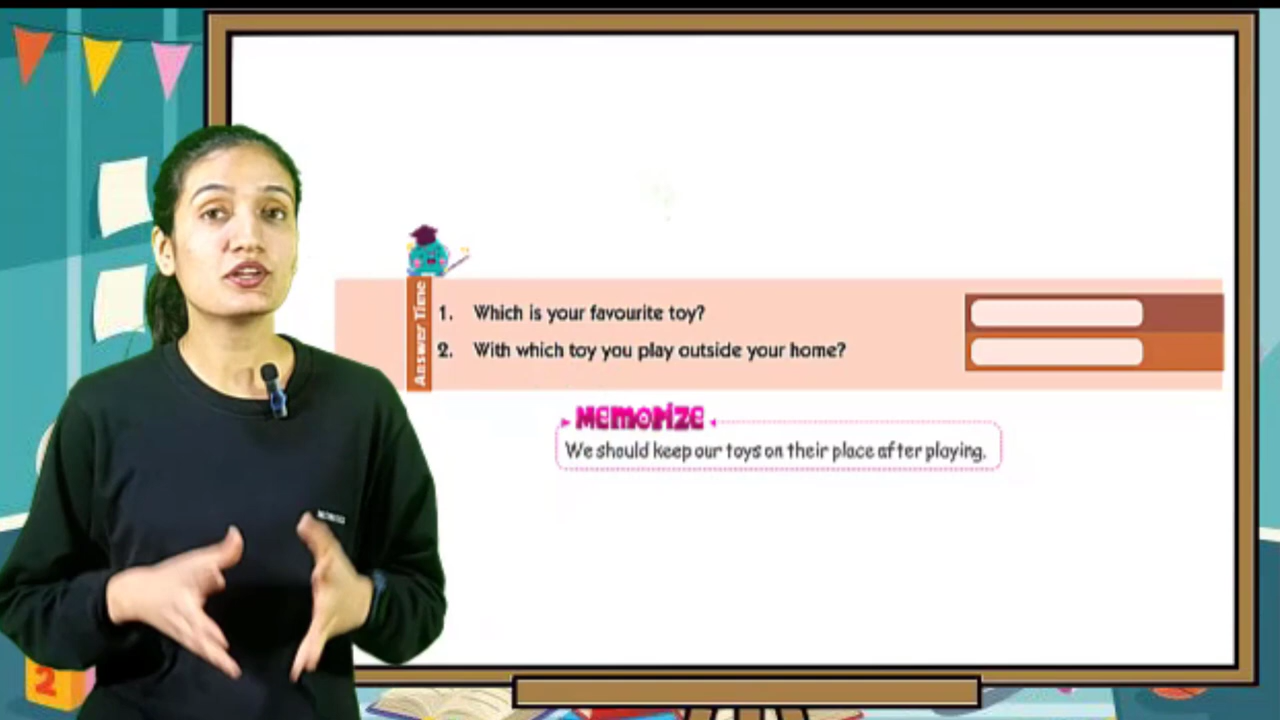 Answer Time
1. Which is your favourite toy?
2. With which toy you play outside your home?
MEMORIZE
We should keep our toys on their place after playing.
2